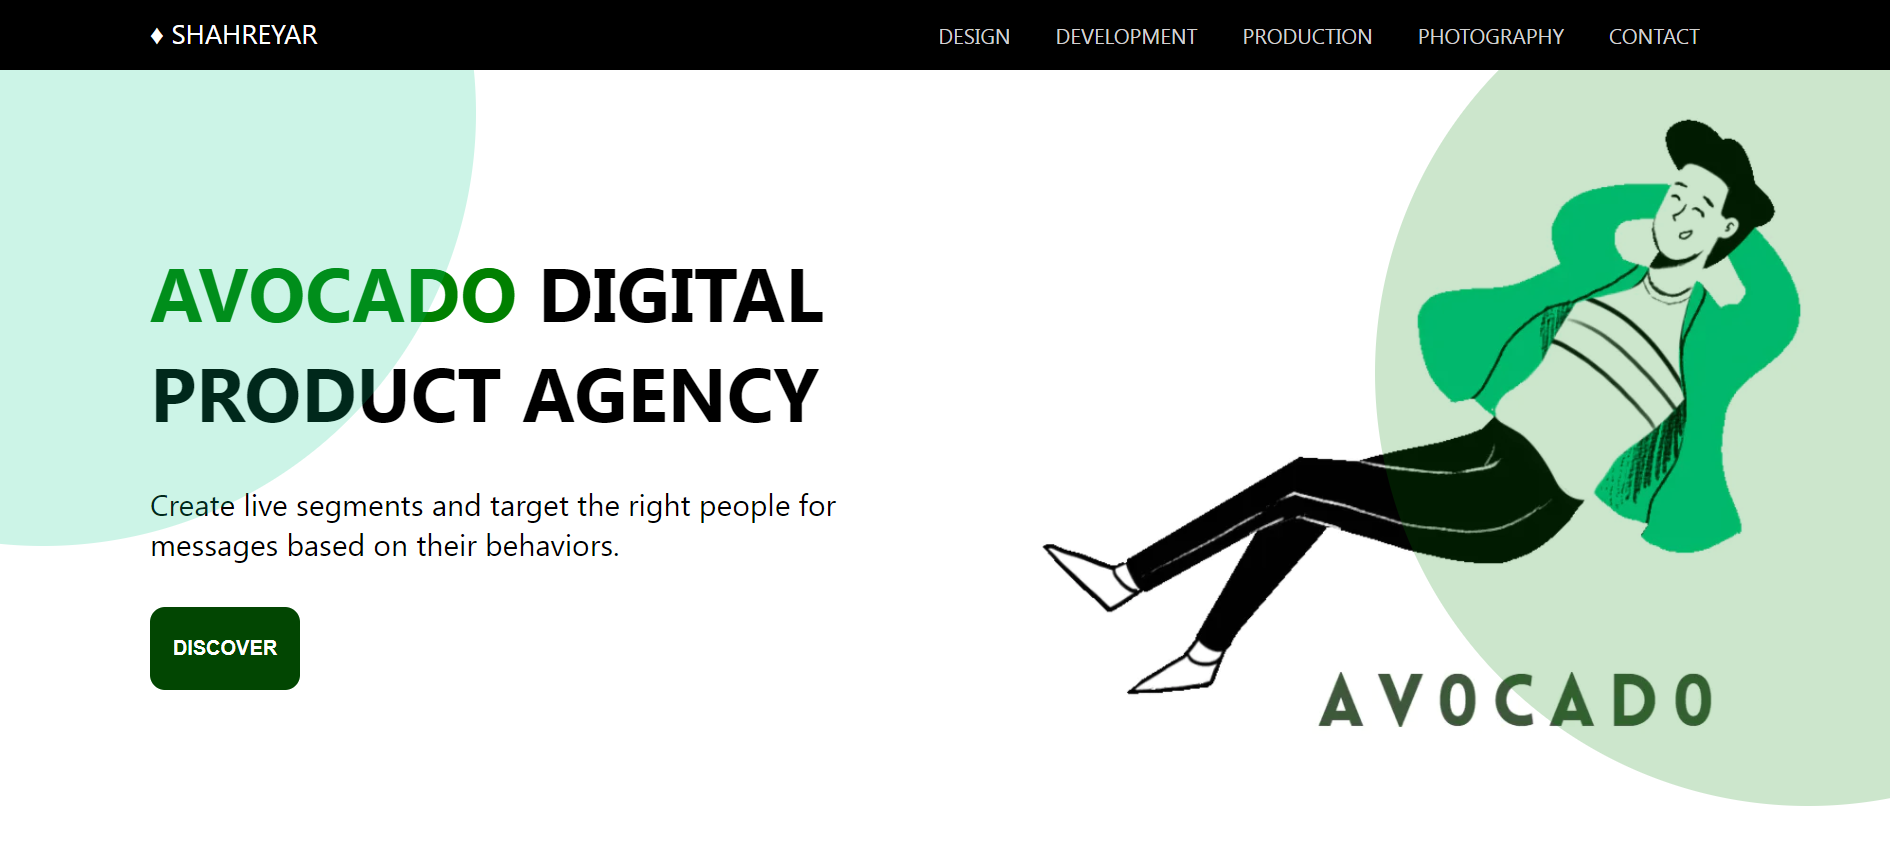 ♦ SHAHREYAR
DESIGN DEVELOPMENT PRODUCTION PHOTOGRAPHY CONTACT
AVOCADO DIGITAL
PRODUCT AGENCY
Create live segments and target the right people for
messages based on their behaviors.
DISCOVER
AVOCADO